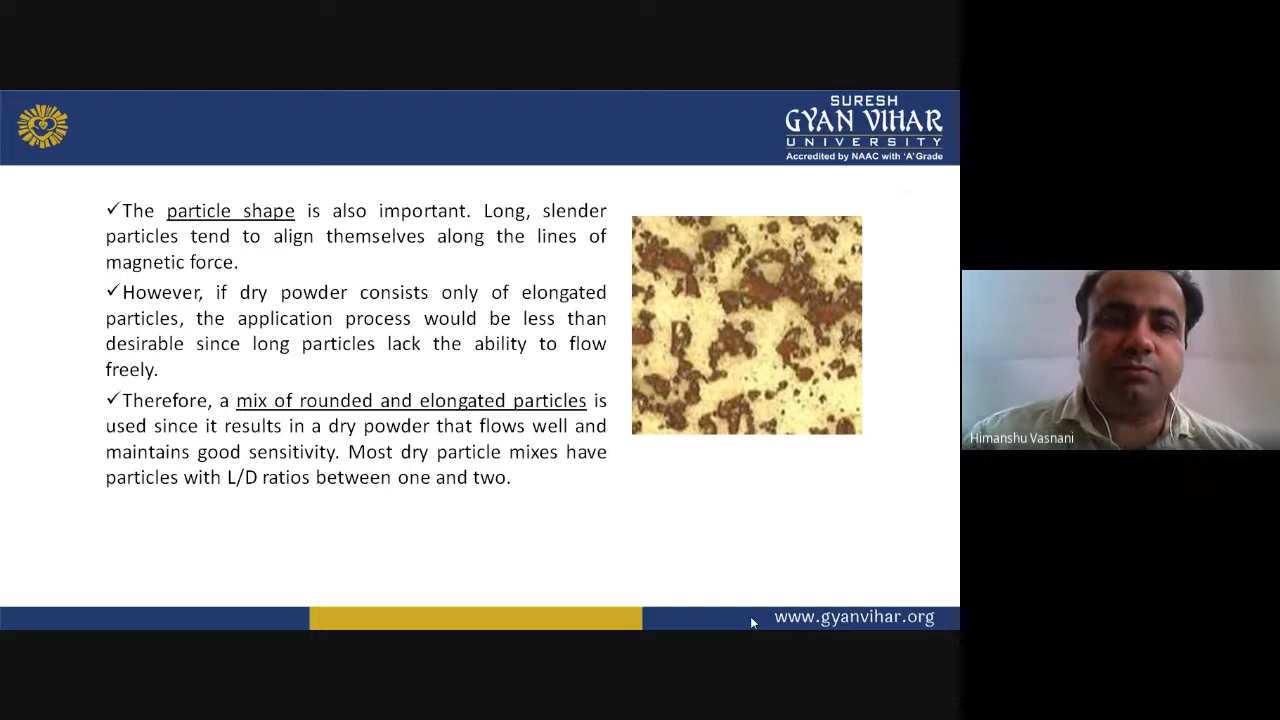 SURESH
GYAN VIHAR
UNIVERSITY
Accredited by NAAC with 'A' Grade
✓The particle shape is also important. Long, slender
particles tend to align themselves along the lines of
magnetic force.
✓However, if dry powder consists only of elongated
particles, the application process would be less than
desirable since long particles lack the ability to flow
freely.
✓Therefore, a mix of rounded and elongated particles is
used since it results in a dry powder that flows well and
maintains good sensitivity. Most dry particle mixes have
particles with L/D ratios between one and two.
Himanshu Vasnani
www.gyanvihar.org